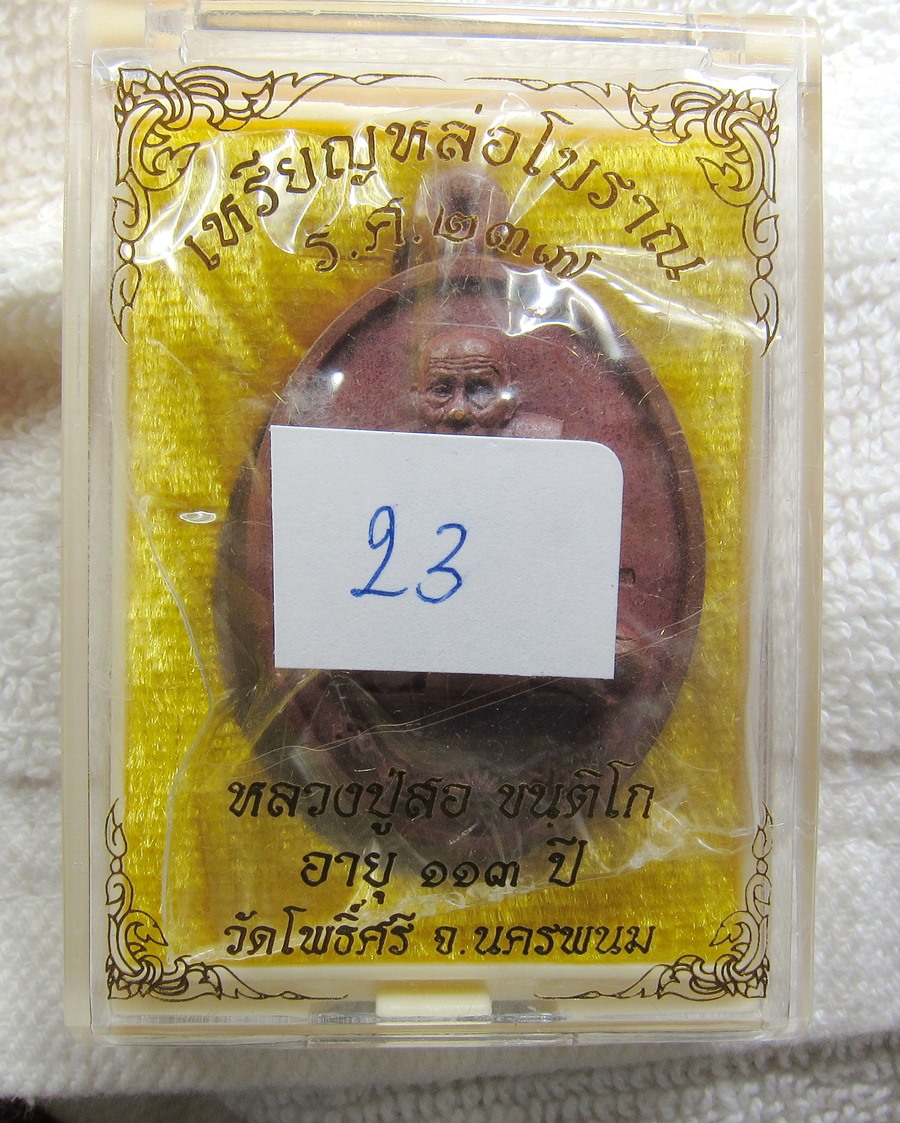 เหรียญหล่อโบราณ
ร.ศ.๒๓๗
23
หลวงปู่สอ ขนฺติโก
อายุ ๑๑๓ ปี
วัดโพธิ์ศรี จ.นครพนม